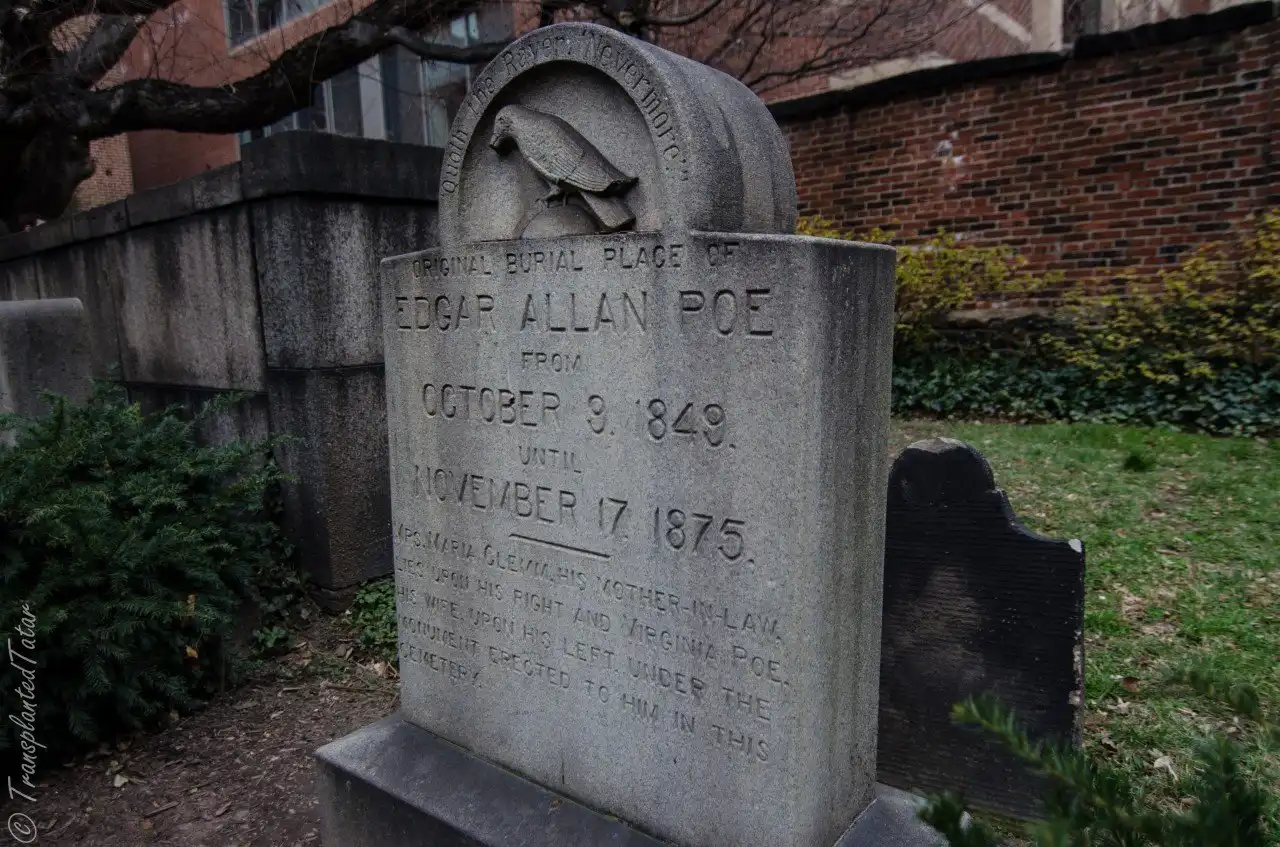 Quoth the Raven, "Nevermore."
ORIGINAL BURIAL PLACE OF
EDGAR ALLAN POE
FROM
OCTOBER 9. 1849.
UNTIL
NOVEMBER 17. 1875.
MRS. MARIA CLEMM, HIS MOTHER-IN-LAW,
LIES UPON HIS RIGHT AND VIRGINIA POE,
HIS WIFE, UPON HIS LEFT, UNDER THE
MONUMENT ERECTED TO HIM IN THIS
CEMETERY.
© TransplantedTatar